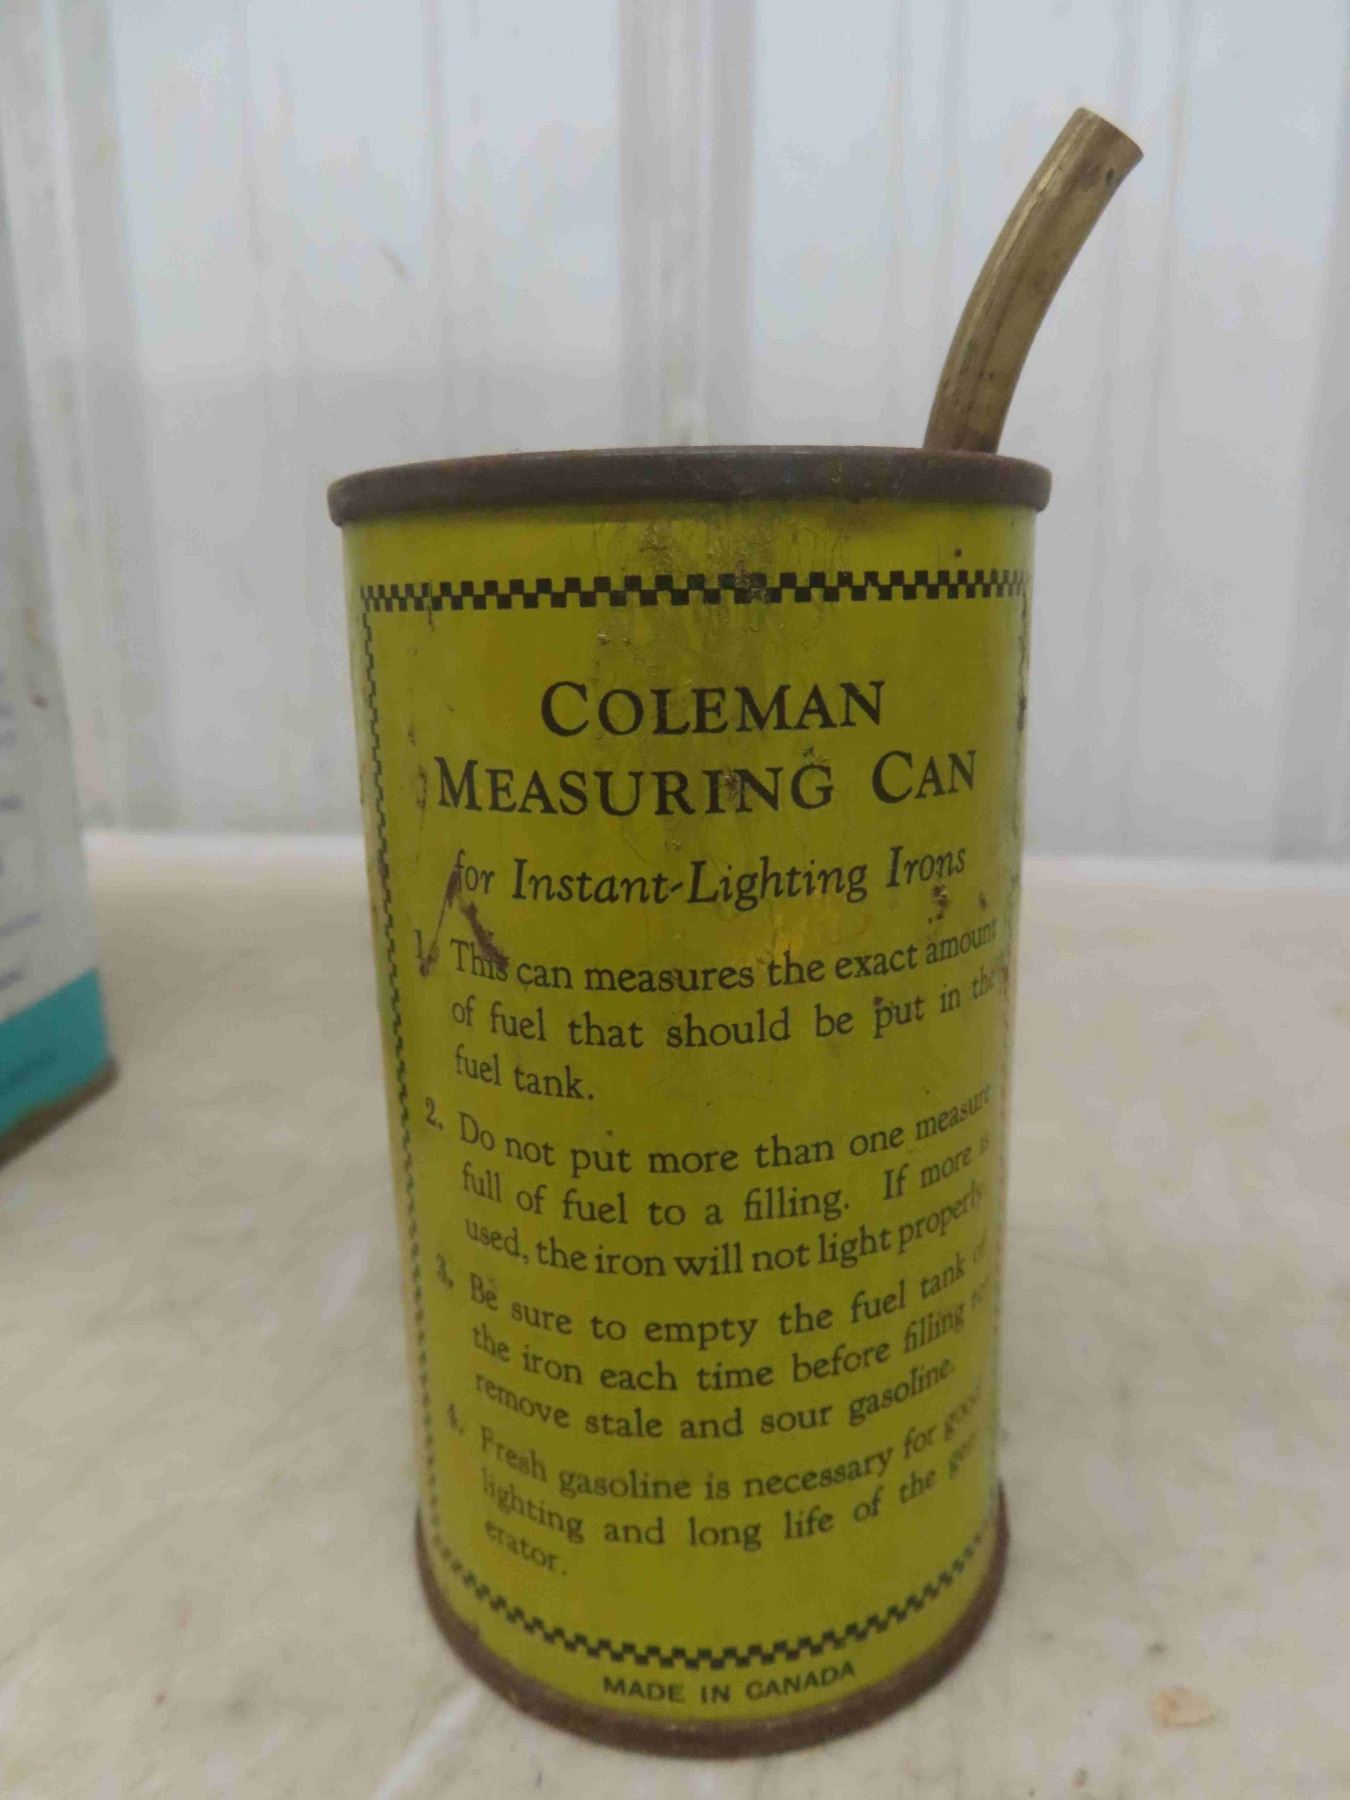 COLEMAN
MEASURING CAN
for Instant-Lighting Irons
1. This can measures the exact amount
of fuel that should be put in the
fuel tank.
2. Do not put more than one measure
full of fuel to a filling. If more is
used, the iron will not light properly.
3. Be sure to empty the fuel tank of
the iron each time before filling to
remove stale and sour gasoline.
4. Fresh gasoline is necessary for good
lighting and long life of the gen-
erator.
MADE IN CANADA